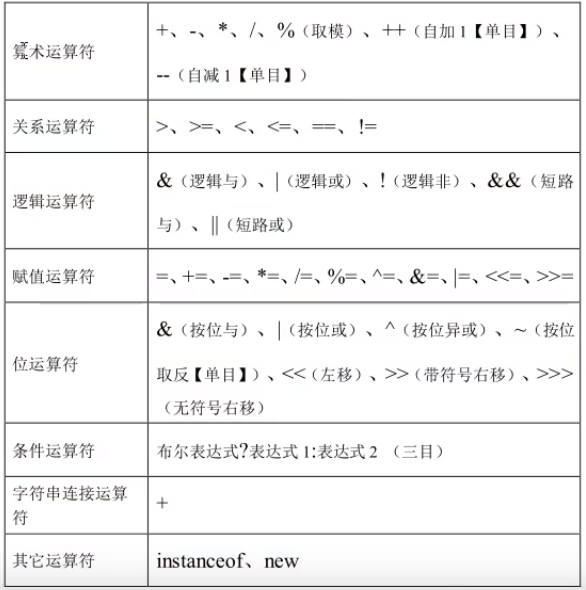 算术运算符
+、-、*、/、%（取模）、++（自加1【单目】）、
--（自减1【单目】）
关系运算符
>、>=、<、<=、==、!=
逻辑运算符
&（逻辑与）、|（逻辑或）、!（逻辑非）、&&（短路
与）、||（短路或）
赋值运算符
=、+=、-=、*=、/=、%=、^=、&=、|=、<<=、>>=
位运算符
&（按位与）、|（按位或）、^（按位异或）、~（按位
取反【单目】）、<<（左移）、>>（带符号右移）、>>>
（无符号右移）
条件运算符
布尔表达式?表达式1:表达式2 （三目）
字符串连接运算
符
+
其它运算符
instanceof、new